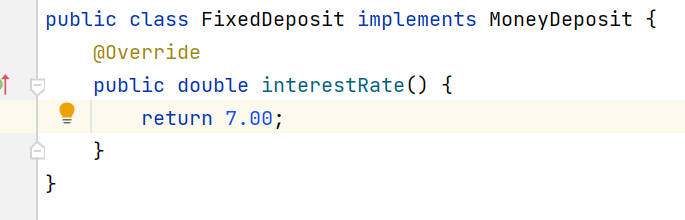 public class FixedDeposit implements MoneyDeposit {
    @Override
    public double interestRate() {
        return 7.00;
    }
}